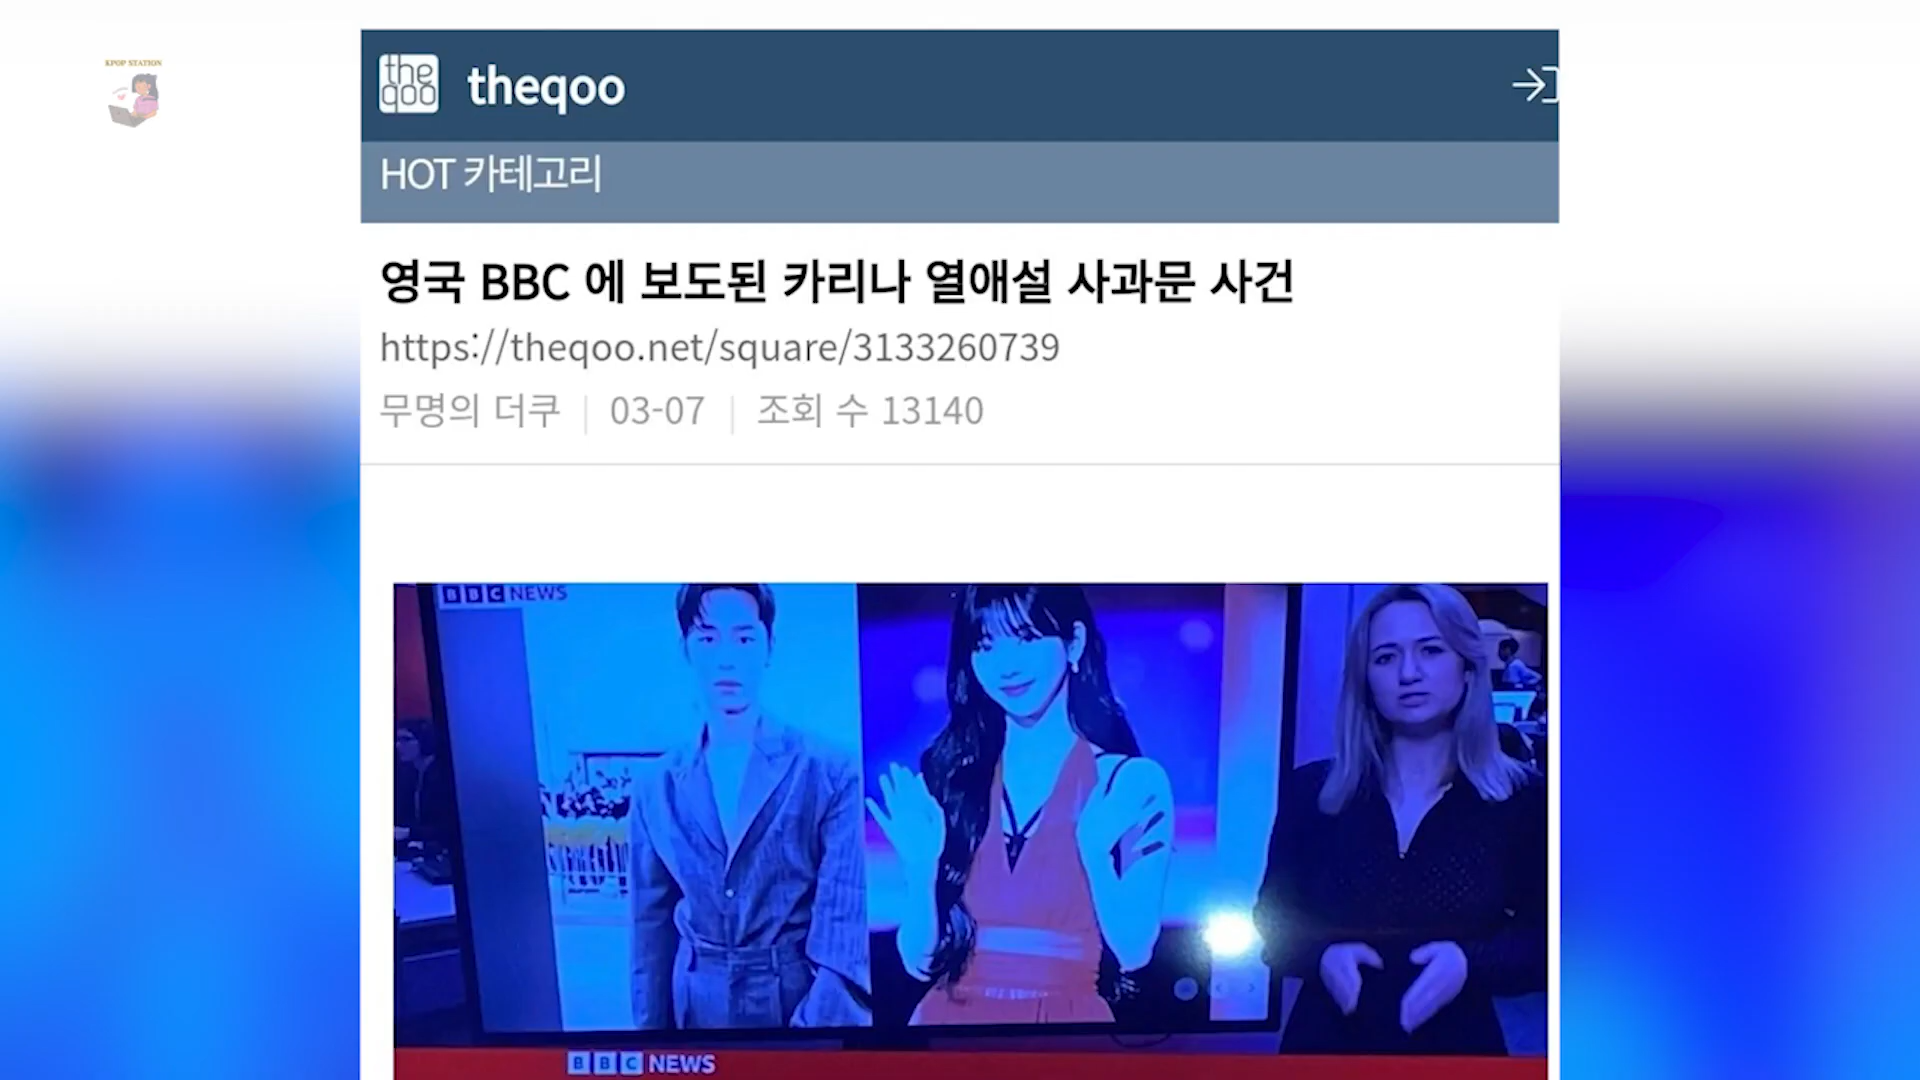 KPOP STATION
the
qoo
theqoo
HOT 카테고리
영국 BBC 에 보도된 카리나 열애설 사과문 사건
https://theqoo.net/square/3133260739
무명의 더쿠 | 03-07 | 조회 수 13140
BBC NEWS
BBC NEWS